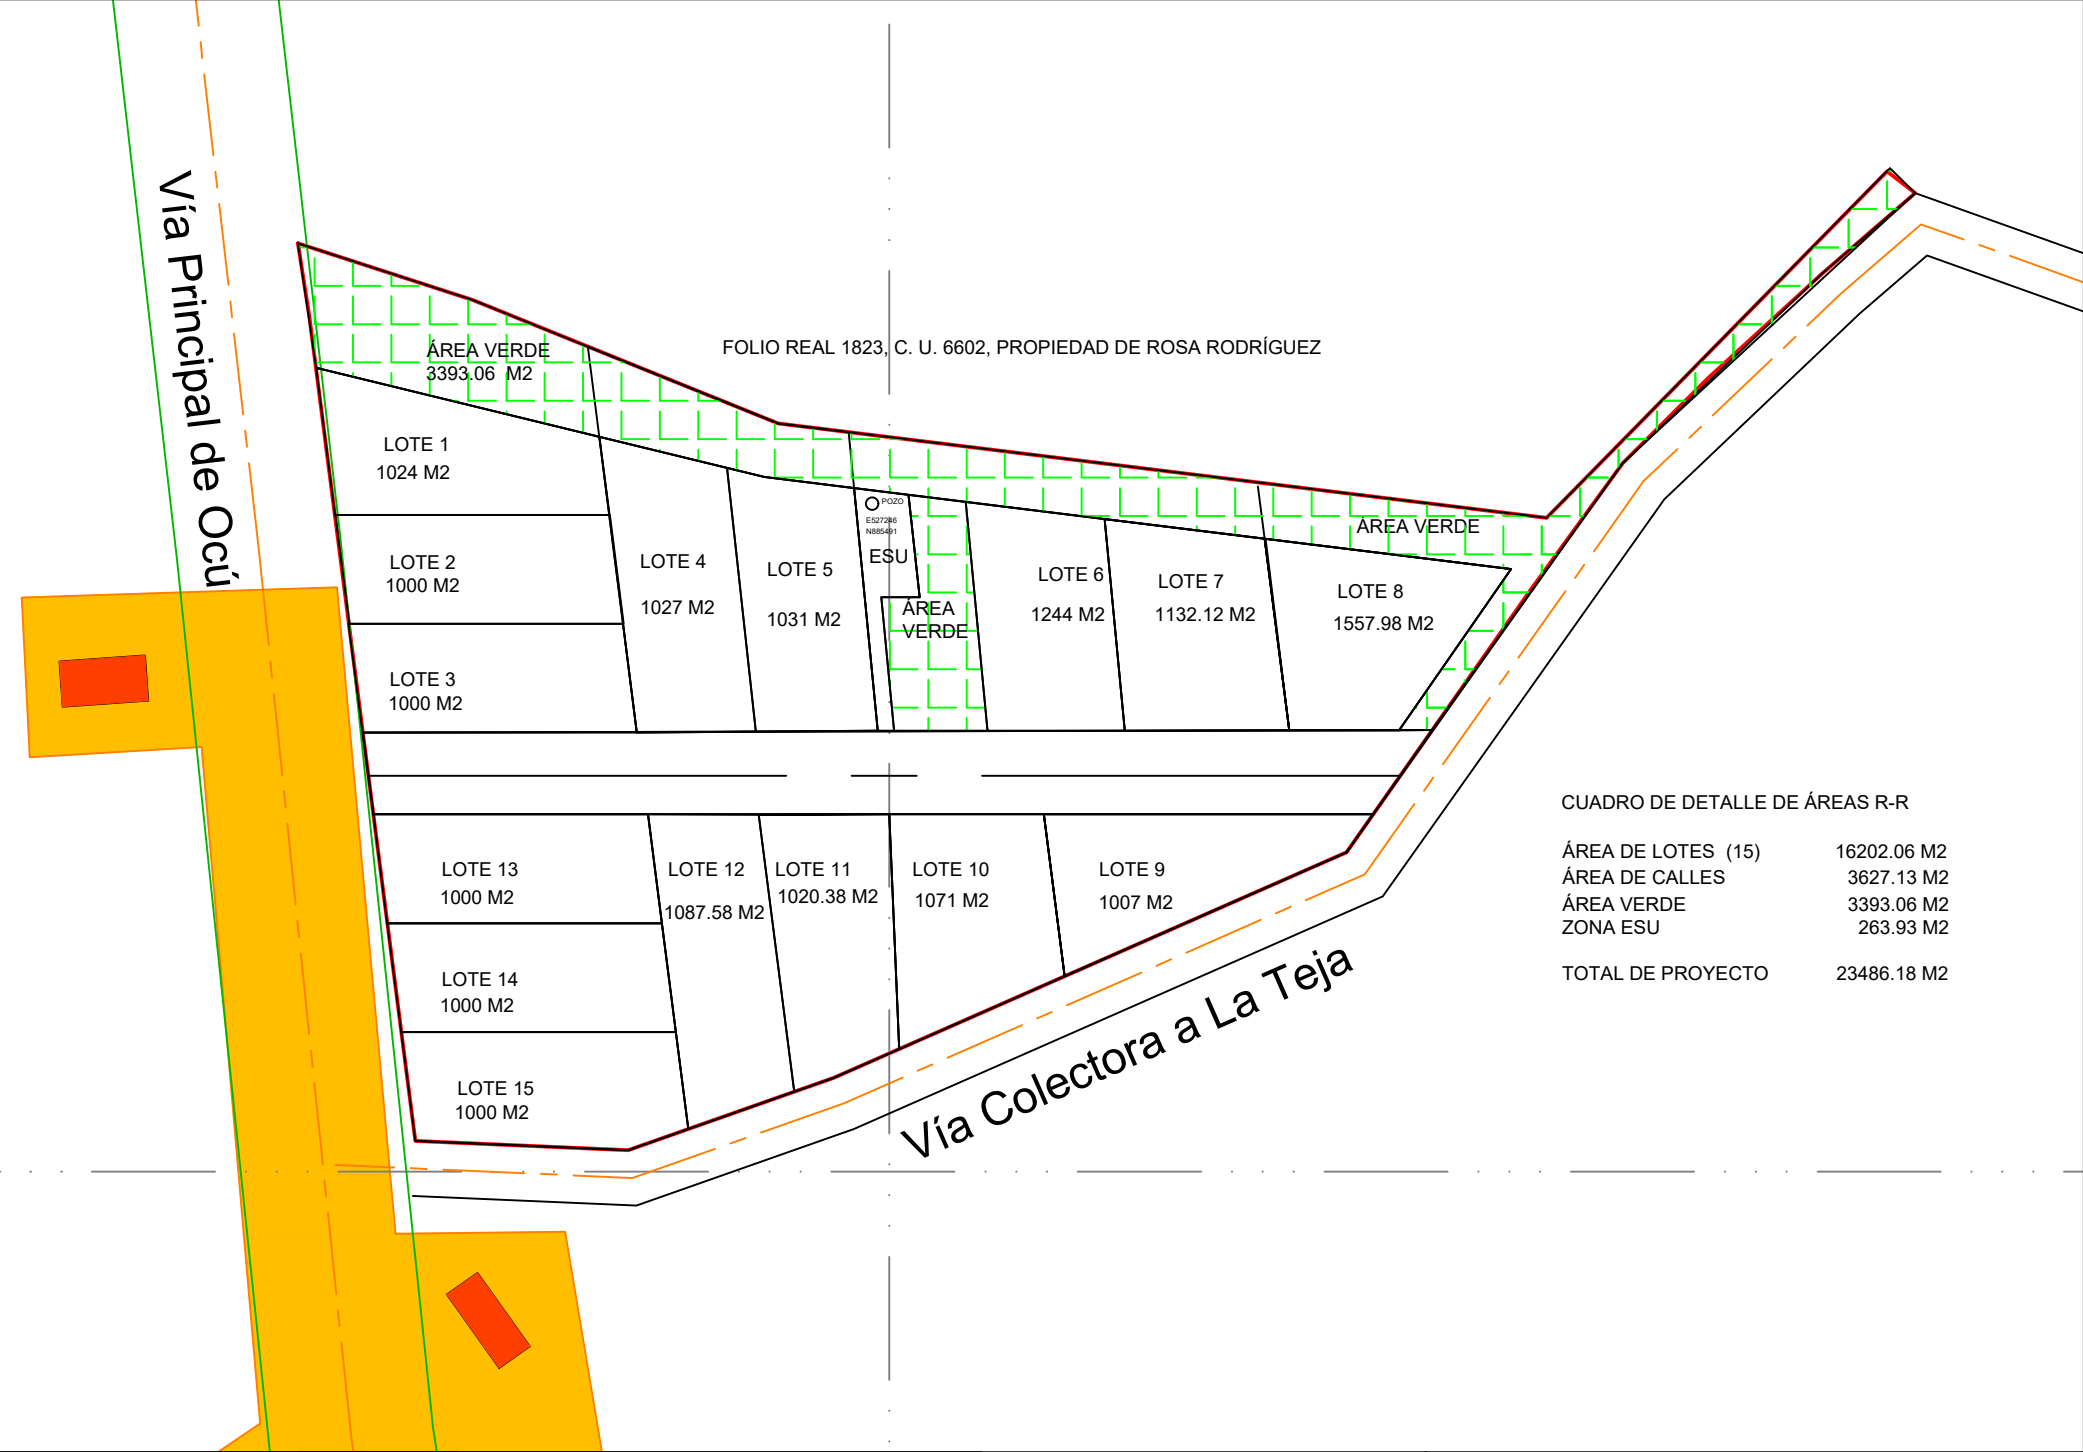 Vía Principal de Ocú
FOLIO REAL 1823, C. U. 6602, PROPIEDAD DE ROSA RODRÍGUEZ
ÁREA VERDE
3393.06 M2
LOTE 1
1024 M2
LOTE 2
1000 M2
LOTE 3
1000 M2
LOTE 4
1027 M2
LOTE 5
1031 M2
POZO
E527246
N885491
ESU
ÁREA
VERDE
LOTE 6
1244 M2
LOTE 7
1132.12 M2
ÁREA VERDE
LOTE 8
1557.98 M2
LOTE 13
1000 M2
LOTE 12
1087.58 M2
LOTE 11
1020.38 M2
LOTE 10
1071 M2
LOTE 9
1007 M2
LOTE 14
1000 M2
LOTE 15
1000 M2
Vía Colectora a La Teja
CUADRO DE DETALLE DE ÁREAS R-R
ÁREA DE LOTES (15) 16202.06 M2
ÁREA DE CALLES 3627.13 M2
ÁREA VERDE 3393.06 M2
ZONA ESU 263.93 M2
TOTAL DE PROYECTO 23486.18 M2